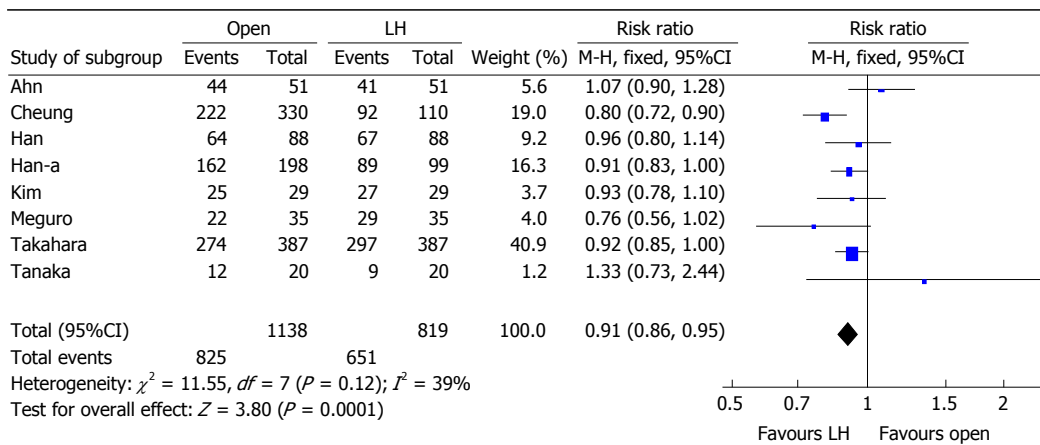 Open LH Risk ratio Risk ratio
Study of subgroup Events Total Events Total Weight (%) M-H, fixed, 95%CI M-H, fixed, 95%CI
Ahn 44 51 41 51 5.6 1.07 (0.90, 1.28)
Cheung 222 330 92 110 19.0 0.80 (0.72, 0.90)
Han 64 88 67 88 9.2 0.96 (0.80, 1.14)
Han-a 162 198 89 99 16.3 0.91 (0.83, 1.00)
Kim 25 29 27 29 3.7 0.93 (0.78, 1.10)
Meguro 22 35 29 35 4.0 0.76 (0.56, 1.02)
Takahara 274 387 297 387 40.9 0.92 (0.85, 1.00)
Tanaka 12 20 9 20 1.2 1.33 (0.73, 2.44)
Total (95%CI) 1138 819 100.0 0.91 (0.86, 0.95)
Total events 825 651
Heterogeneity: χ² = 11.55, df = 7 (P = 0.12); I² = 39%
Test for overall effect: Z = 3.80 (P = 0.0001)
0.5 0.7 1 1.5 2
Favours LH Favours open